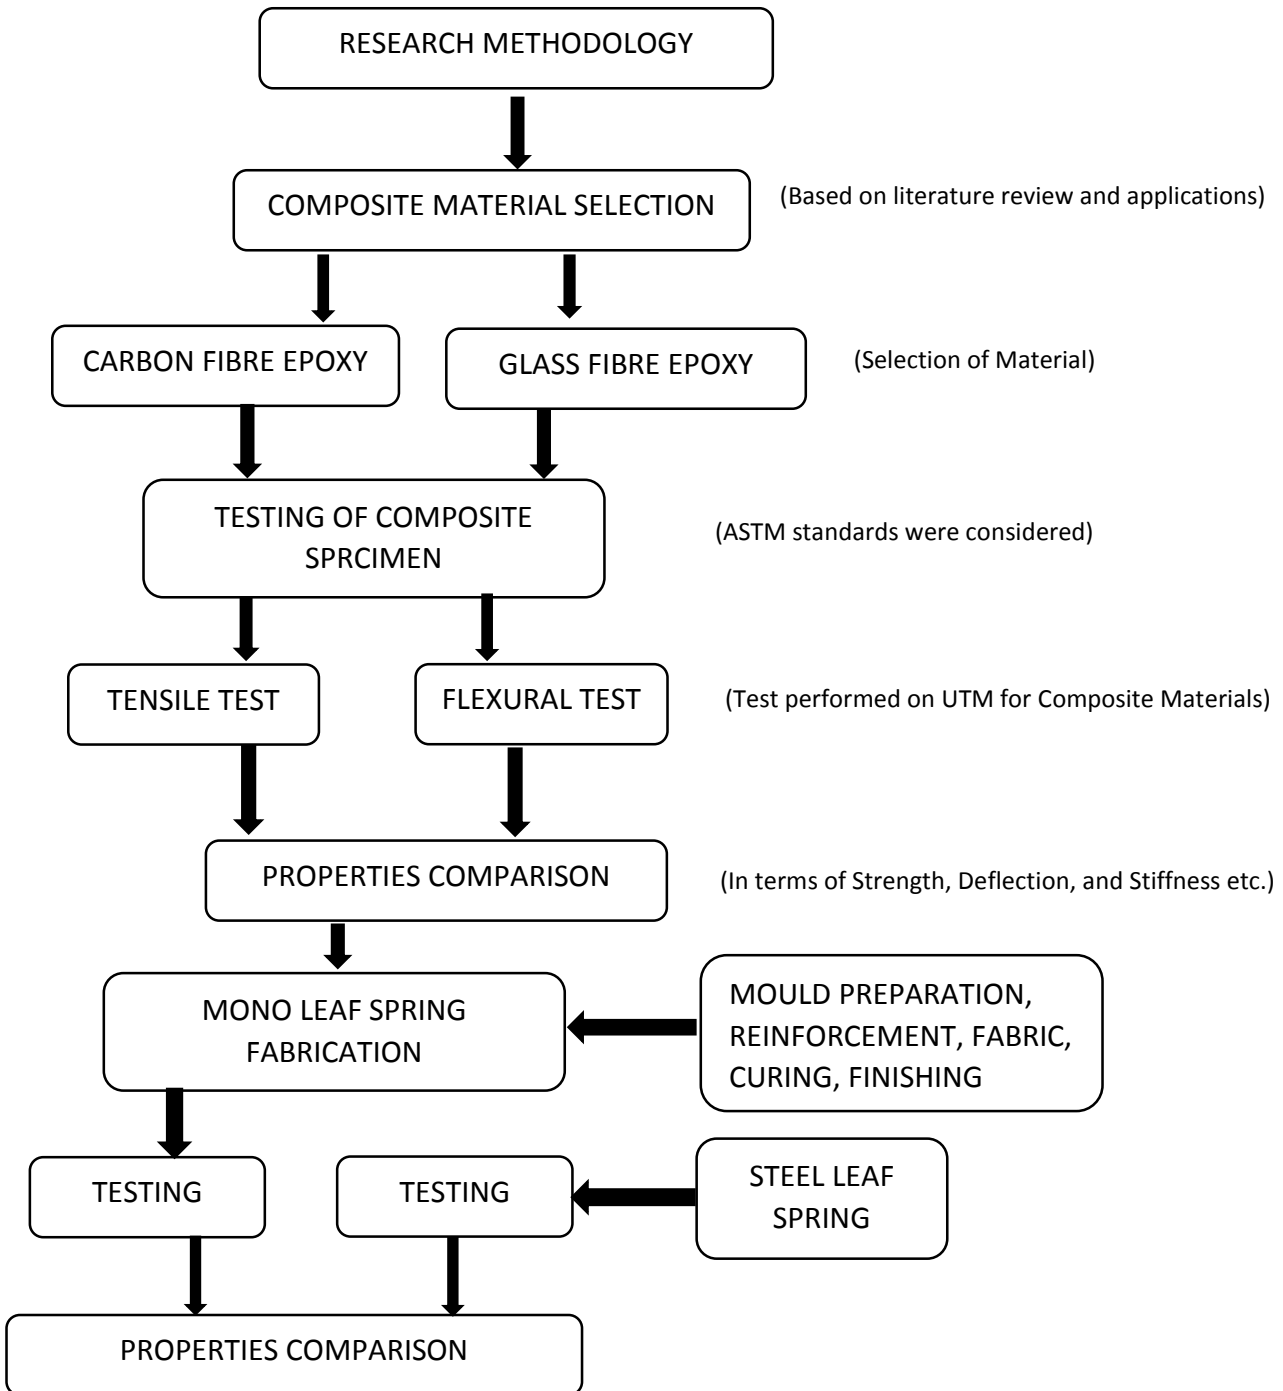 RESEARCH METHODOLOGY
COMPOSITE MATERIAL SELECTION
(Based on literature review and applications)
CARBON FIBRE EPOXY
GLASS FIBRE EPOXY
(Selection of Material)
TESTING OF COMPOSITE
SPRCIMEN
(ASTM standards were considered)
TENSILE TEST
FLEXURAL TEST
(Test performed on UTM for Composite Materials)
PROPERTIES COMPARISON
(In terms of Strength, Deflection, and Stiffness etc.)
MONO LEAF SPRING
FABRICATION
MOULD PREPARATION,
REINFORCEMENT, FABRIC,
CURING, FINISHING
TESTING
TESTING
STEEL LEAF
SPRING
PROPERTIES COMPARISON